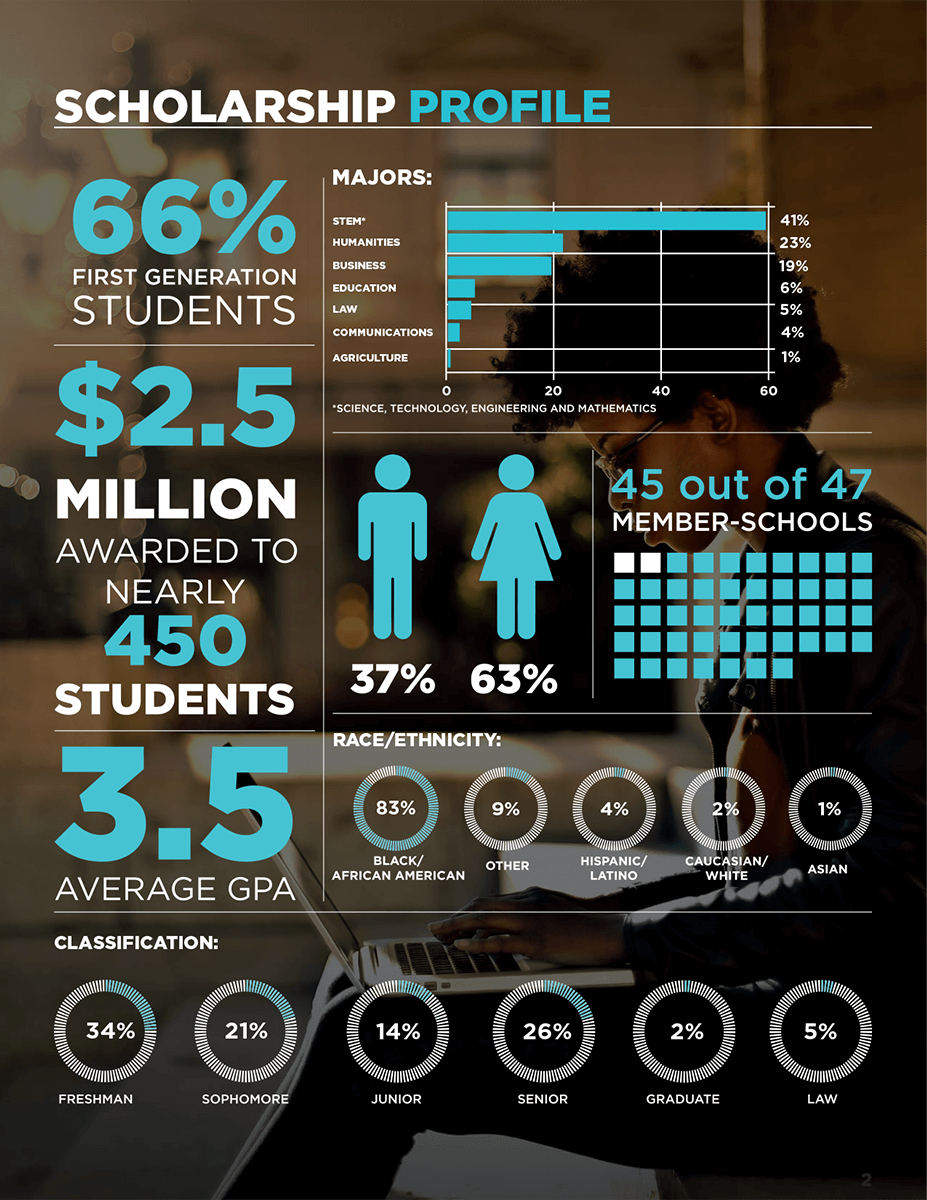 SCHOLARSHIP PROFILE
66%
FIRST GENERATION
STUDENTS
$2.5
MILLION
AWARDED TO
NEARLY
450
STUDENTS
3.5
AVERAGE GPA
MAJORS:
STEM* 41%
HUMANITIES 23%
BUSINESS 19%
EDUCATION 6%
LAW 5%
COMMUNICATIONS 4%
AGRICULTURE 1%
0 20 40 60
*SCIENCE, TECHNOLOGY, ENGINEERING AND MATHEMATICS
37% 63%
45 out of 47
MEMBER-SCHOOLS
RACE/ETHNICITY:
83%
BLACK/
AFRICAN AMERICAN
9%
OTHER
4%
HISPANIC/
LATINO
2%
CAUCASIAN/
WHITE
1%
ASIAN
CLASSIFICATION:
34%
FRESHMAN
21%
SOPHOMORE
14%
JUNIOR
26%
SENIOR
2%
GRADUATE
5%
LAW
2